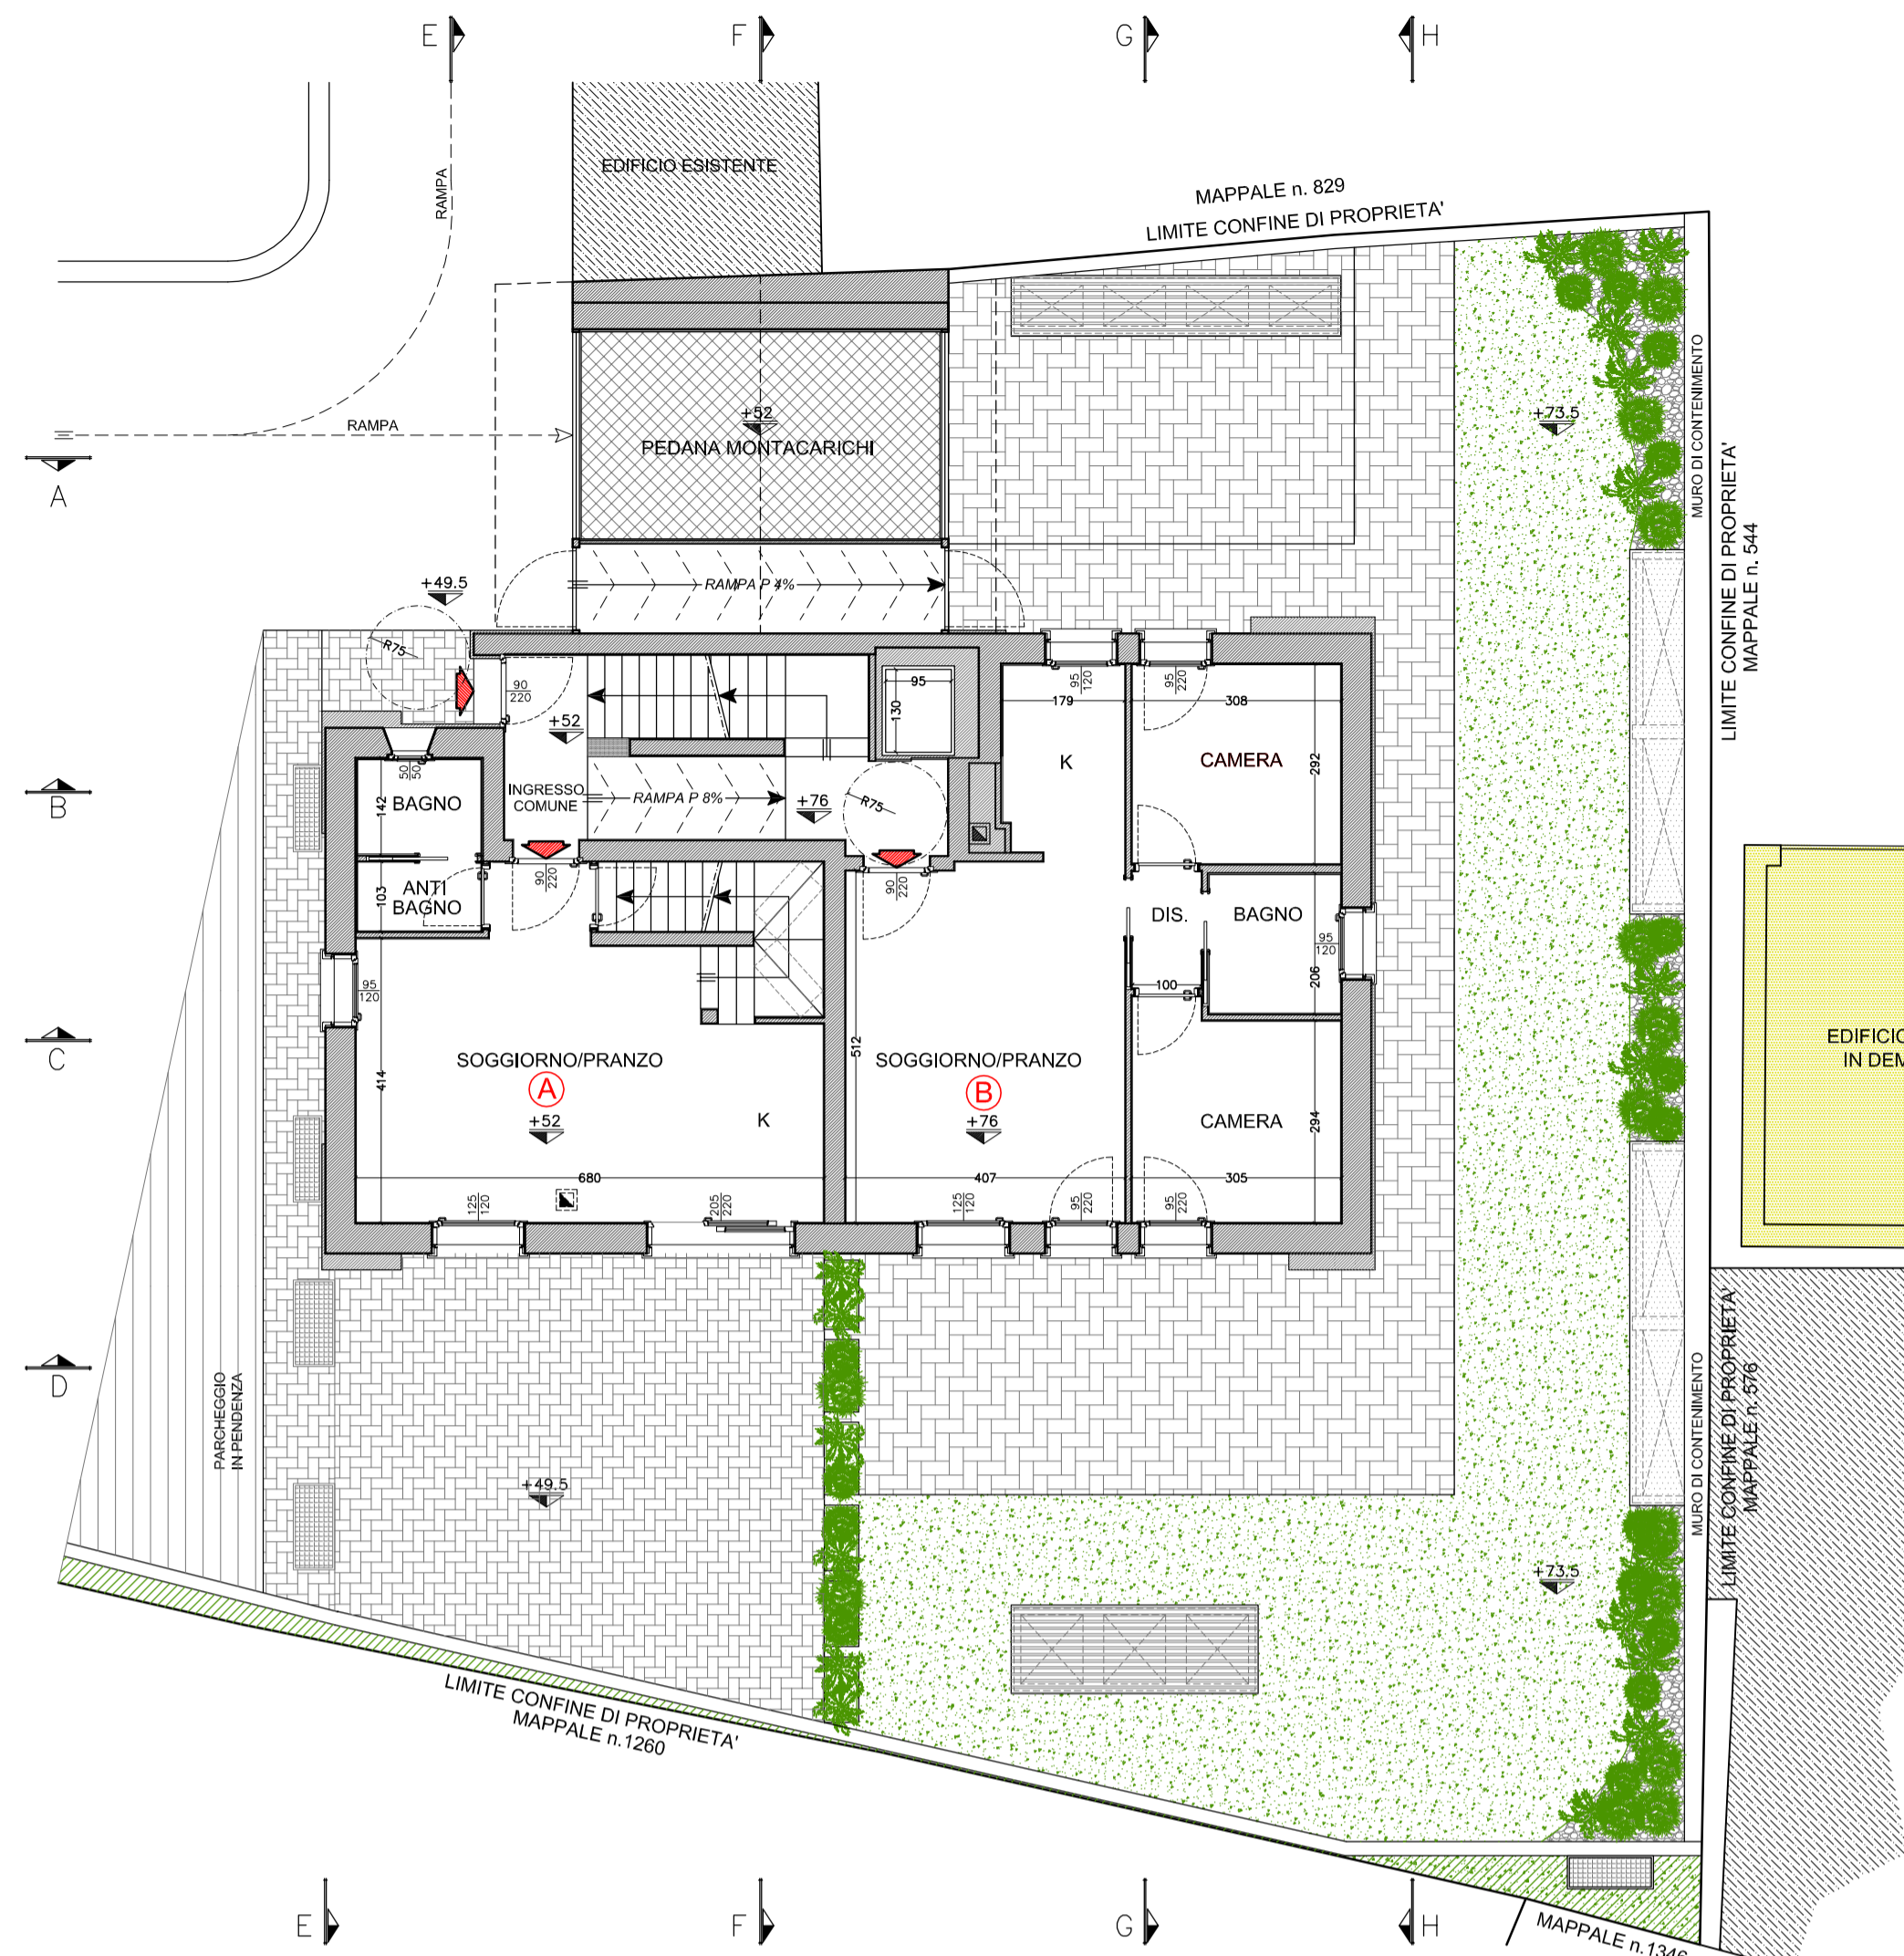 E
F
G
H
EDIFICIO ESISTENTE
RAMPA
MAPPALE n. 829
LIMITE CONFINE DI PROPRIETA'
RAMPA
+52
PEDANA MONTACARICHI
+73.5
MURO DI CONTENIMENTO
LIMITE CONFINE DI PROPRIETA'
MAPPALE n. 544
A
+49.5
RAMPA P 4%
R75
90
220
95
130
95
120
95
220
179
308
+52
K
CAMERA
292
50
50
142
BAGNO
INGRESSO
COMUNE
RAMPA P 8%
+76
R75
B
103
ANTI
BAGNO
90
220
90
220
DIS.
BAGNO
95
120
95
120
206
100
C
414
SOGGIORNO/PRANZO
A
+52
K
512
SOGGIORNO/PRANZO
B
+76
CAMERA
294
EDIFICIO
IN DEM
680
407
305
125
120
205
220
125
120
95
220
95
220
D
PARCHEGGIO
IN PENDENZA
+49.5
MURO DI CONTENIMENTO
LIMITE CONFINE DI PROPRIETA'
MAPPALE n. 576
+73.5
LIMITE CONFINE DI PROPRIETA'
MAPPALE n.1260
E
F
G
H
MAPPALE n.1346